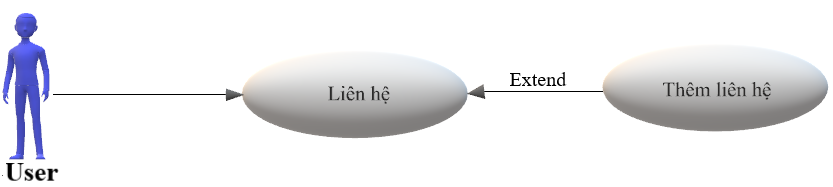 Liên hệ
Extend
Thêm liên hệ
User